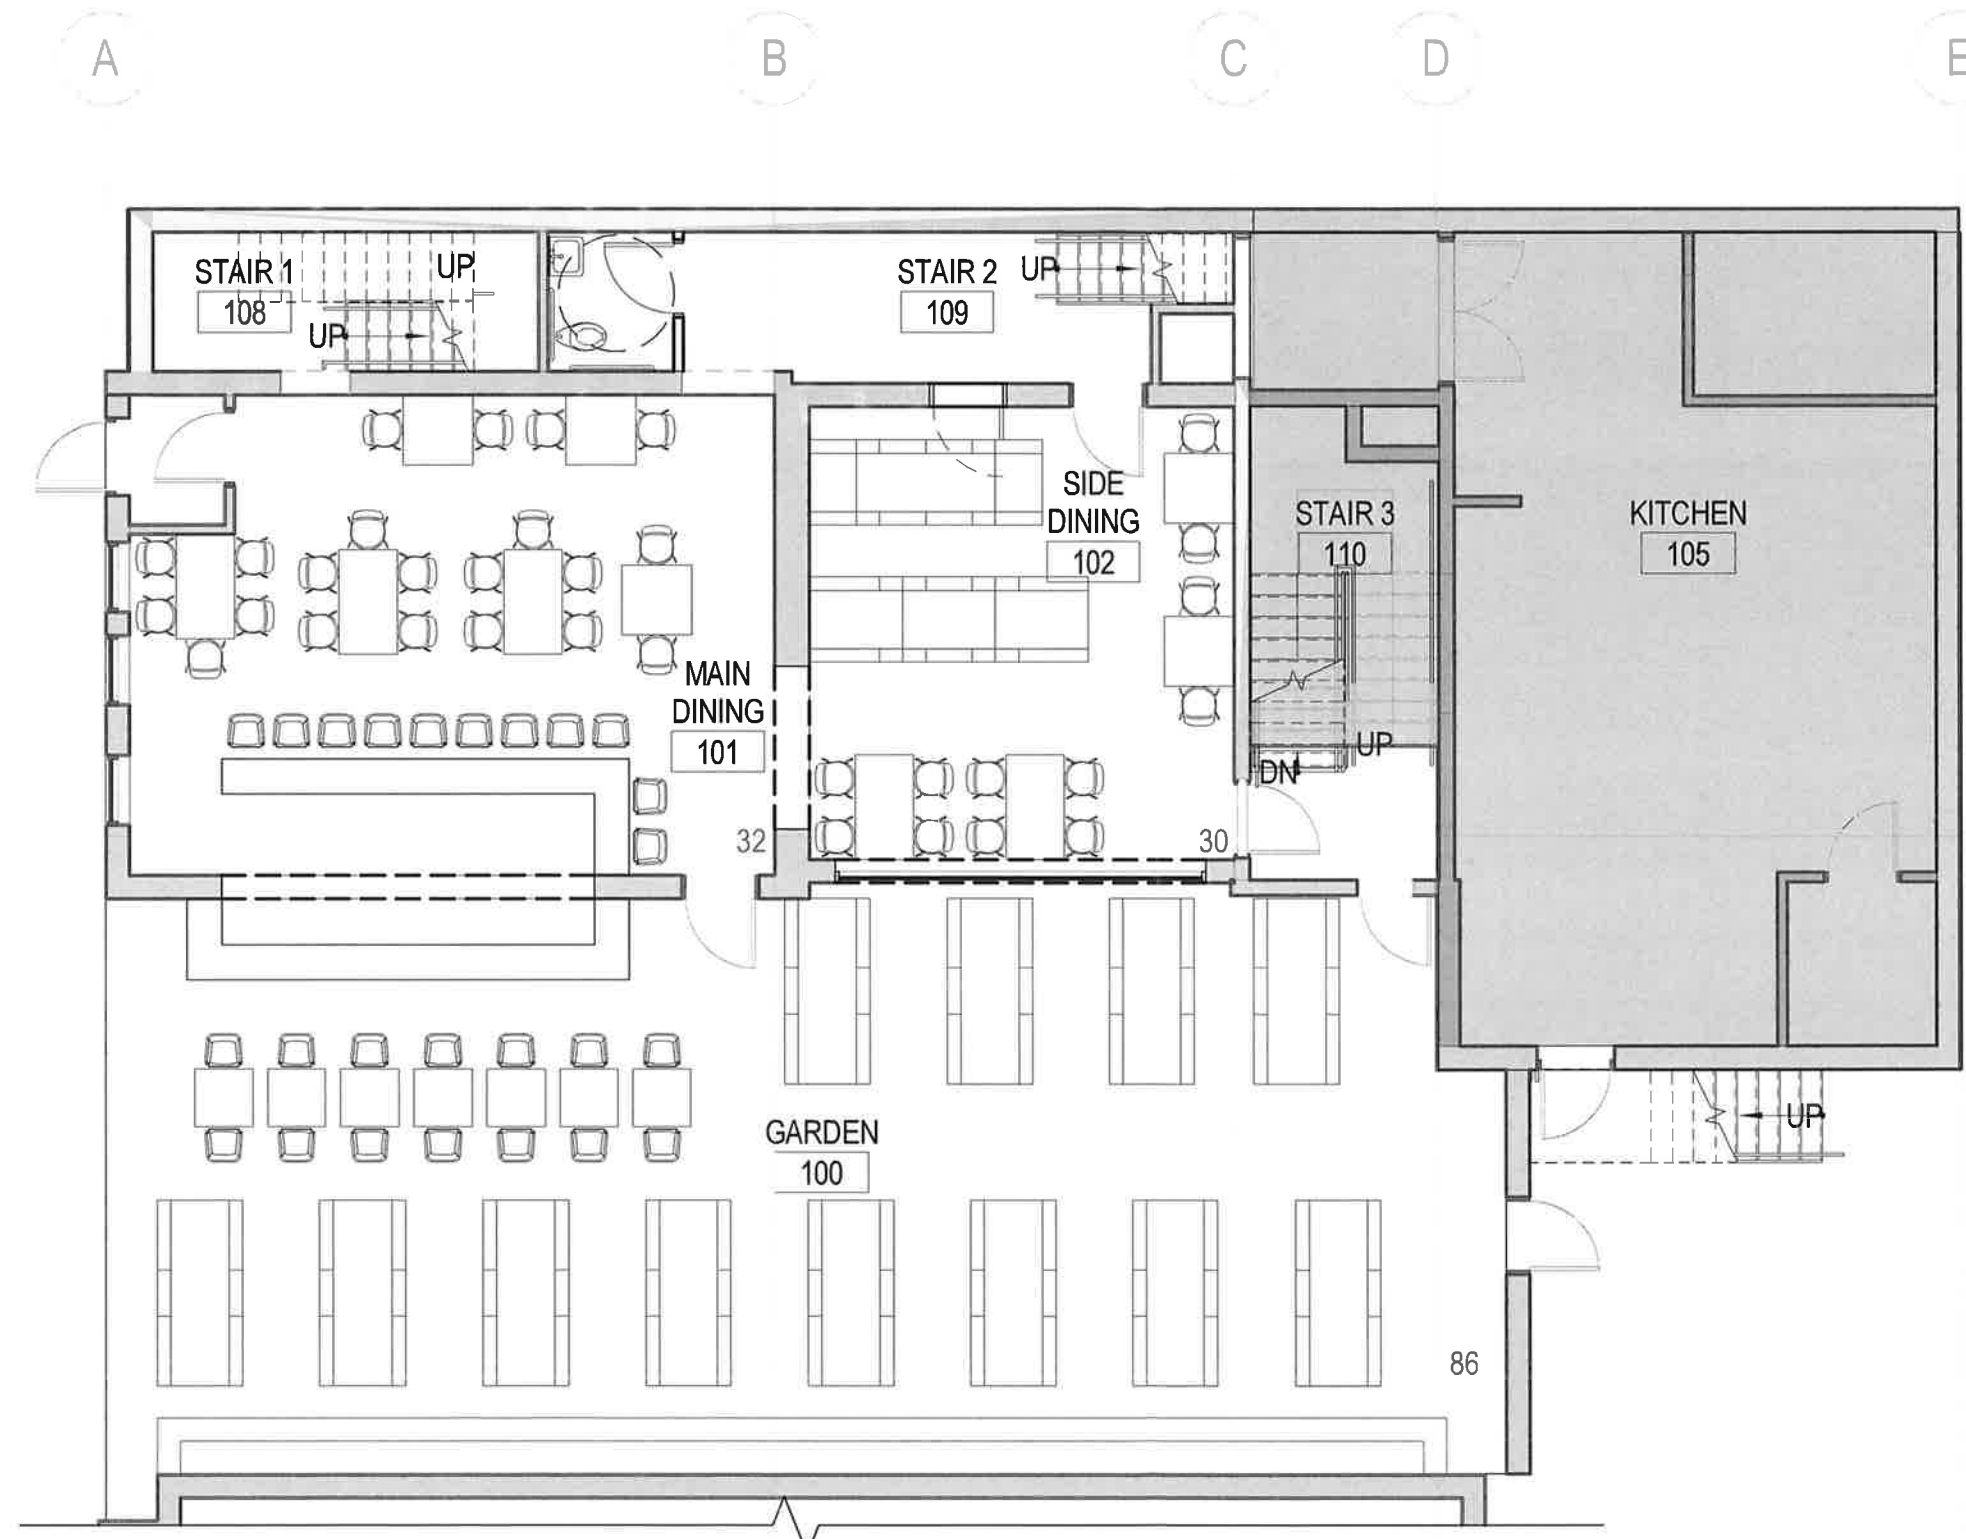 A
B
C
D
E
STAIR 1
108
UP
UP
STAIR 2
109
UP
SIDE
DINING
102
STAIR 3
110
KITCHEN
105
MAIN
DINING
101
UP
DN
32
30
GARDEN
100
UP
86